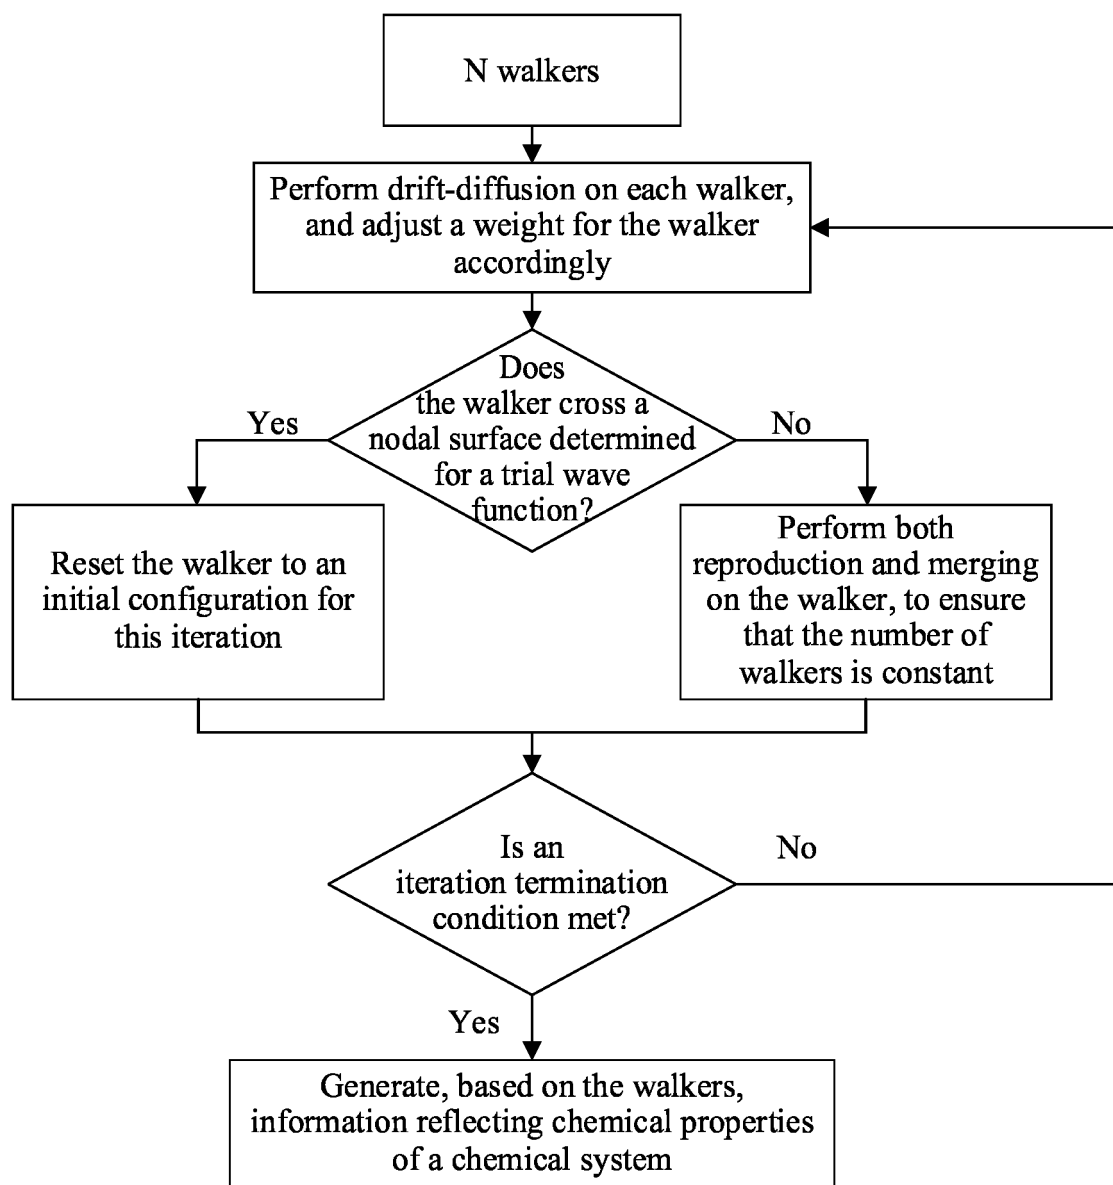 N walkers
Perform drift-diffusion on each walker,
and adjust a weight for the walker
accordingly
Does
the walker cross a
nodal surface determined
for a trial wave
function?
Yes
No
Reset the walker to an
initial configuration for
this iteration
Perform both
reproduction and merging
on the walker, to ensure
that the number of
walkers is constant
Is an
iteration termination
condition met?
No
Yes
Generate, based on the walkers,
information reflecting chemical properties
of a chemical system